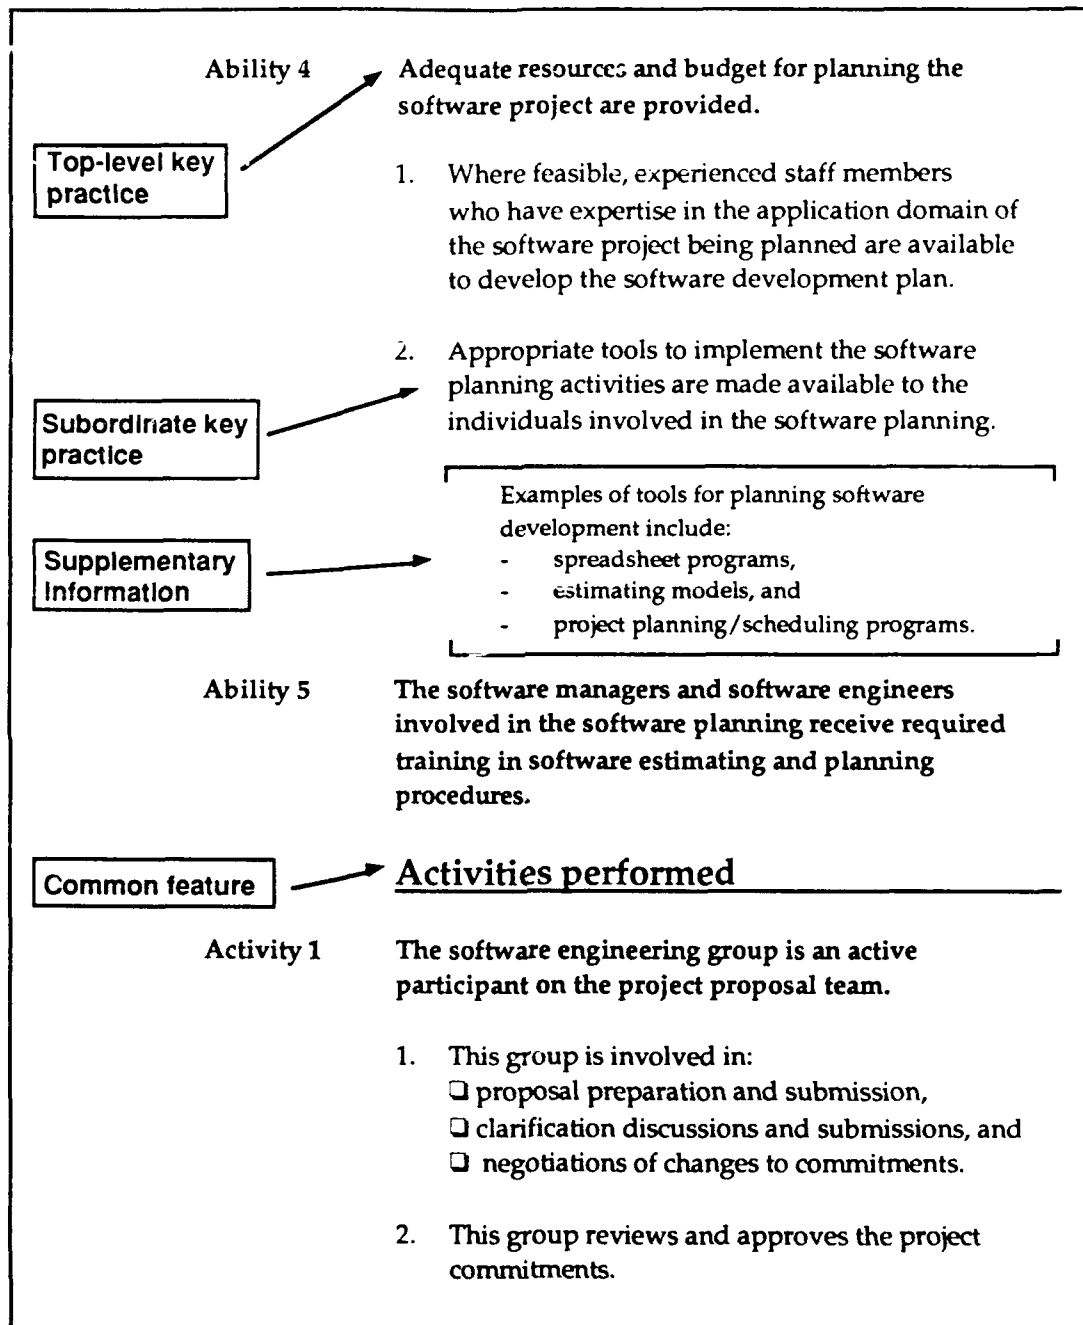 Ability 4 Adequate resources and budget for planning the
software project are provided.
Top-level key
practice
1. Where feasible, experienced staff members
who have expertise in the application domain of
the software project being planned are available
to develop the software development plan.
2. Appropriate tools to implement the software
planning activities are made available to the
individuals involved in the software planning.
Subordinate key
practice
Examples of tools for planning software
development include:
- spreadsheet programs,
- estimating models, and
- project planning/scheduling programs.
Supplementary
Information
Ability 5 The software managers and software engineers
involved in the software planning receive required
training in software estimating and planning
procedures.
Common feature
Activities performed
Activity 1 The software engineering group is an active
participant on the project proposal team.
1. This group is involved in:
❑ proposal preparation and submission,
❑ clarification discussions and submissions, and
❑ negotiations of changes to commitments.
2. This group reviews and approves the project
commitments.